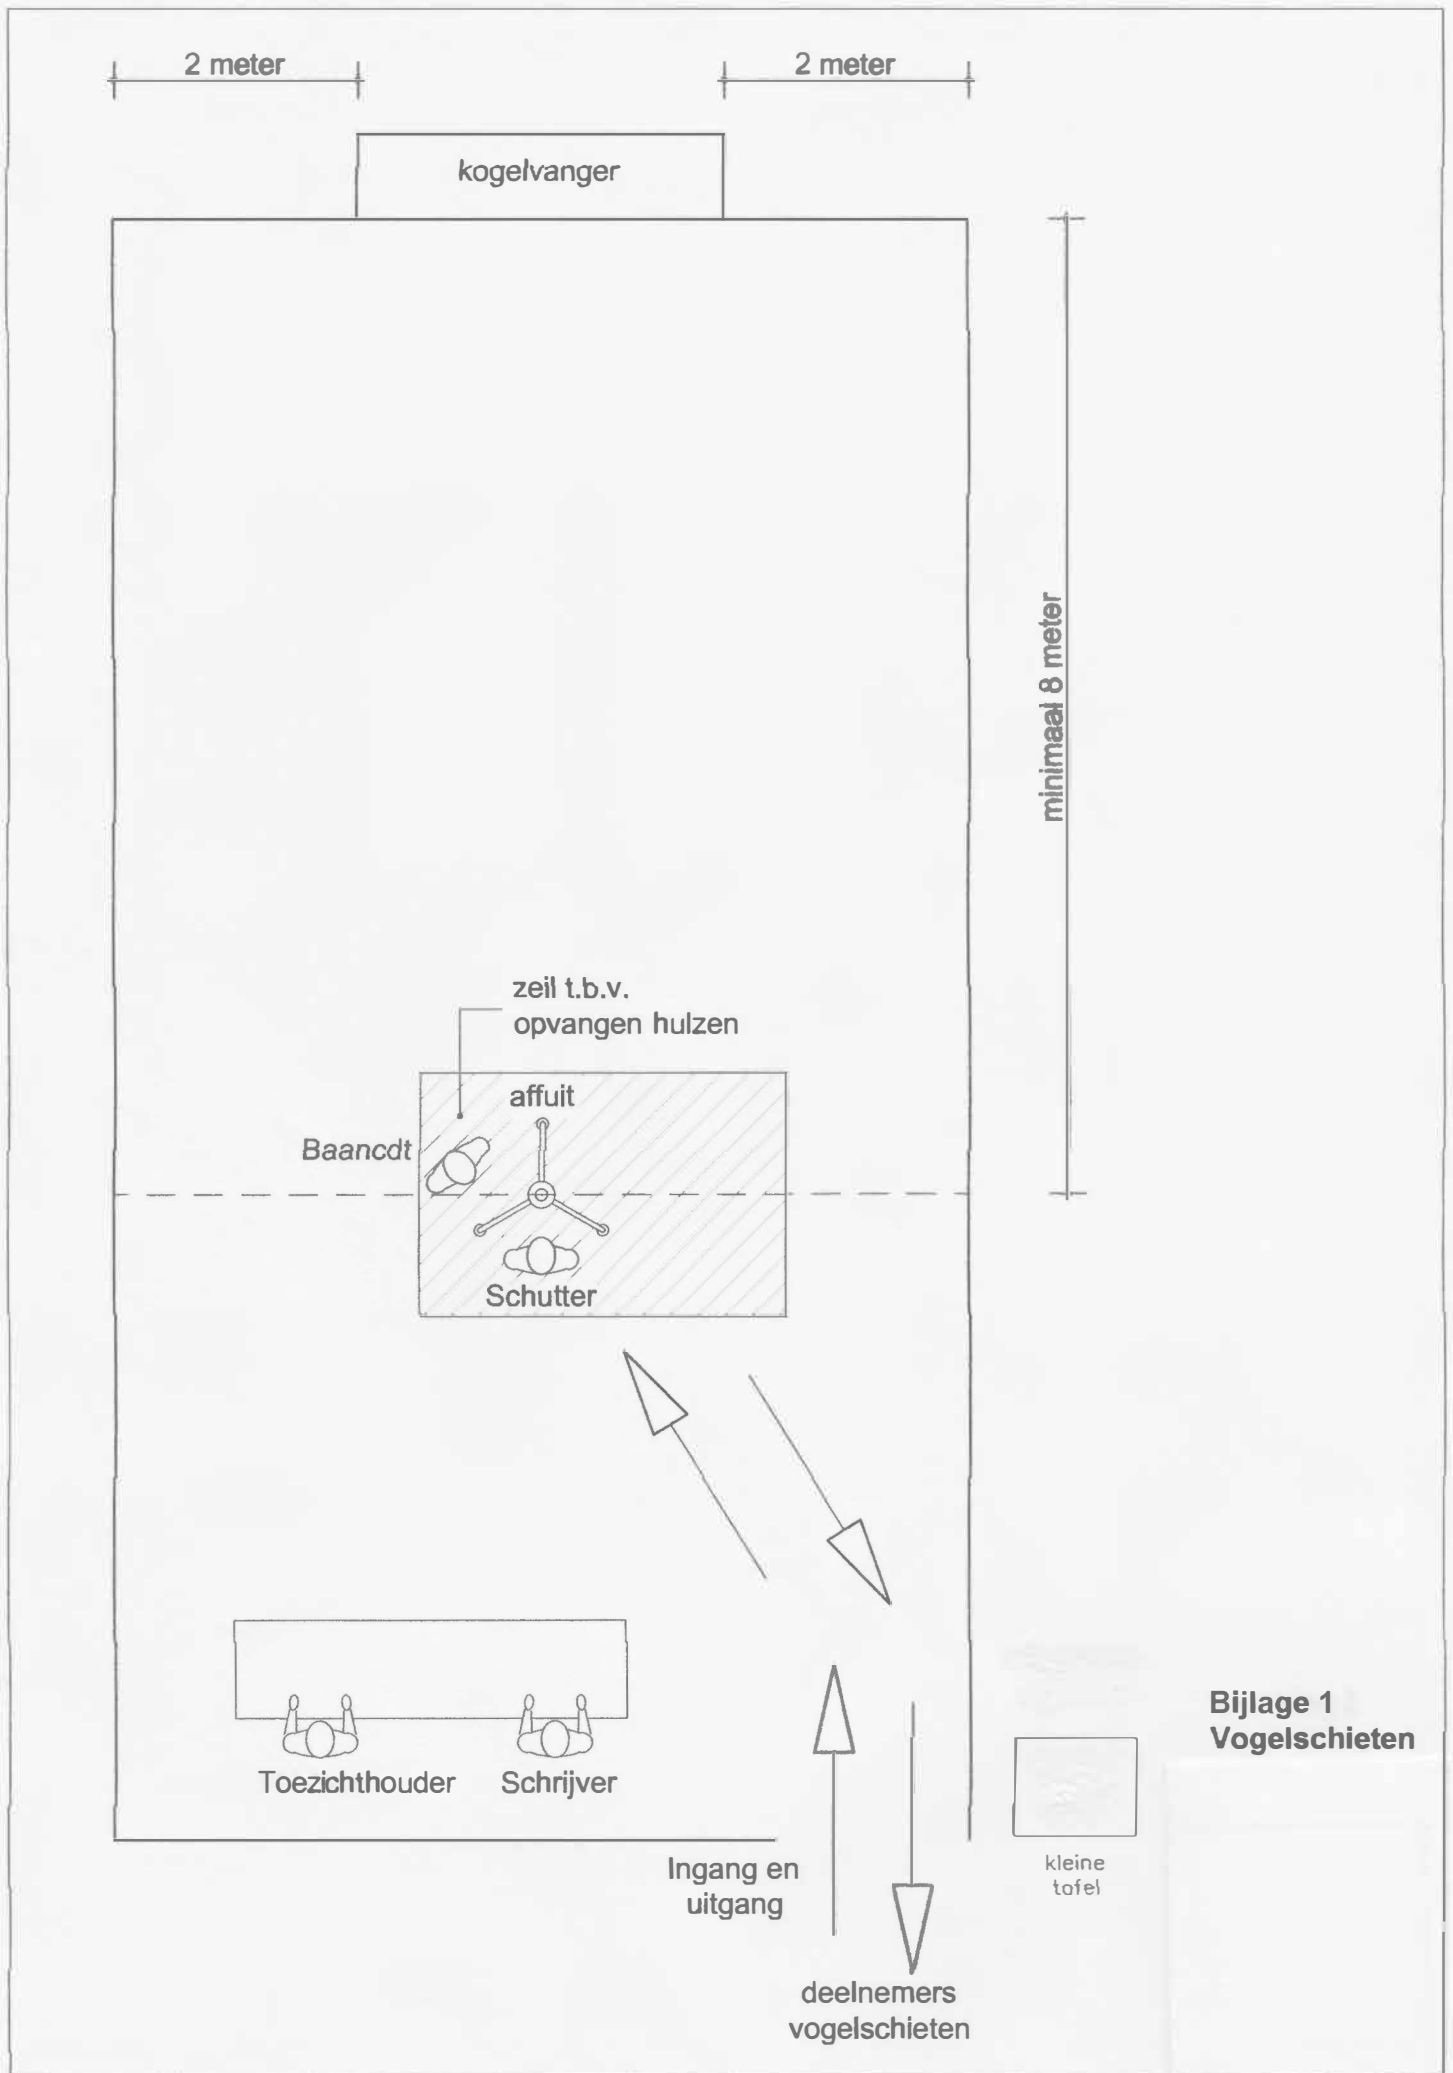 2 meter
2 meter
kogelvanger
minimaal 8 meter
zeil t.b.v.
opvangen hulzen
affuit
Baancdt
Schutter
Toezichthouder
Schrijver
Bijlage 1
Vogelschieten
kleine
tafel
Ingang en
uitgang
deelnemers
vogelschieten